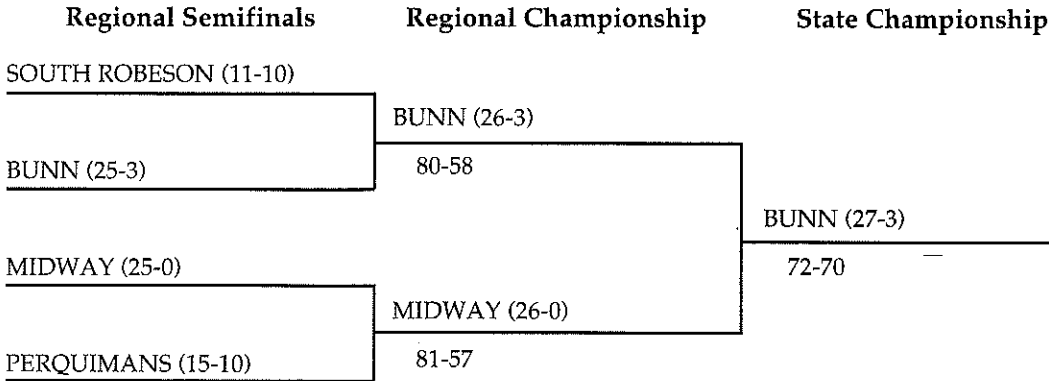 Regional Semifinals Regional Championship State Championship
SOUTH ROBESON (11-10)
BUNN (26-3)
BUNN (25-3)
80-58
BUNN (27-3)
MIDWAY (25-0)
72-70
MIDWAY (26-0)
PERQUIMANS (15-10)
81-57